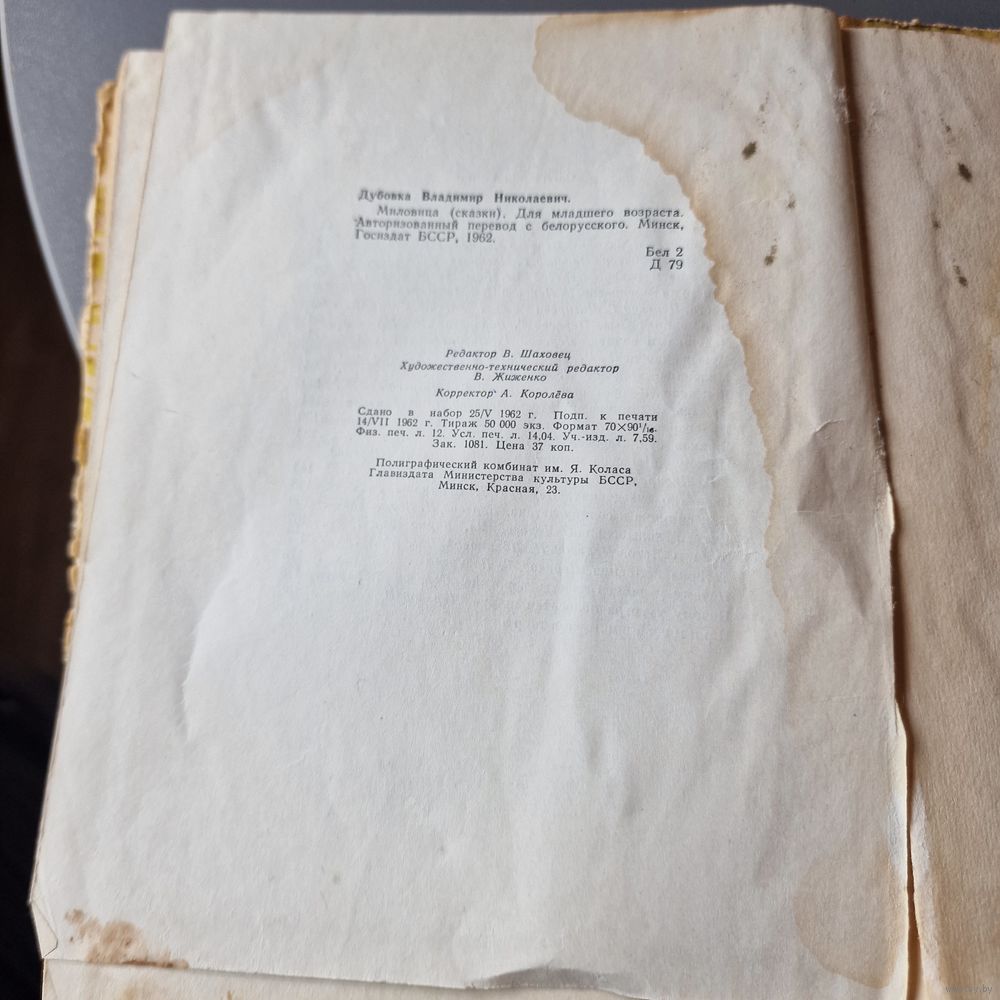 Дубовка Владимир Николаевич.
Миловица (сказки). Для младшего возраста.
Авторизованный перевод с белорусского. Минск,
Госиздат БССР, 1962.
Бел 2
Д 79
Редактор В. Шаховец
Художественно-технический редактор
В. Жиженко
Корректор А. Королёва
Сдано в набор 25/V 1962 г. Подп. к печати
14/VII 1962 г. Тираж 50 000 экз. Формат 70×90¹/₁₆.
Физ. печ. л. 12. Усл. печ. л. 14,04. Уч.-изд. л. 7,59.
Зак. 1081. Цена 37 коп.
Полиграфический комбинат им. Я. Коласа
Главиздата Министерства культуры БССР,
Минск, Красная, 23.